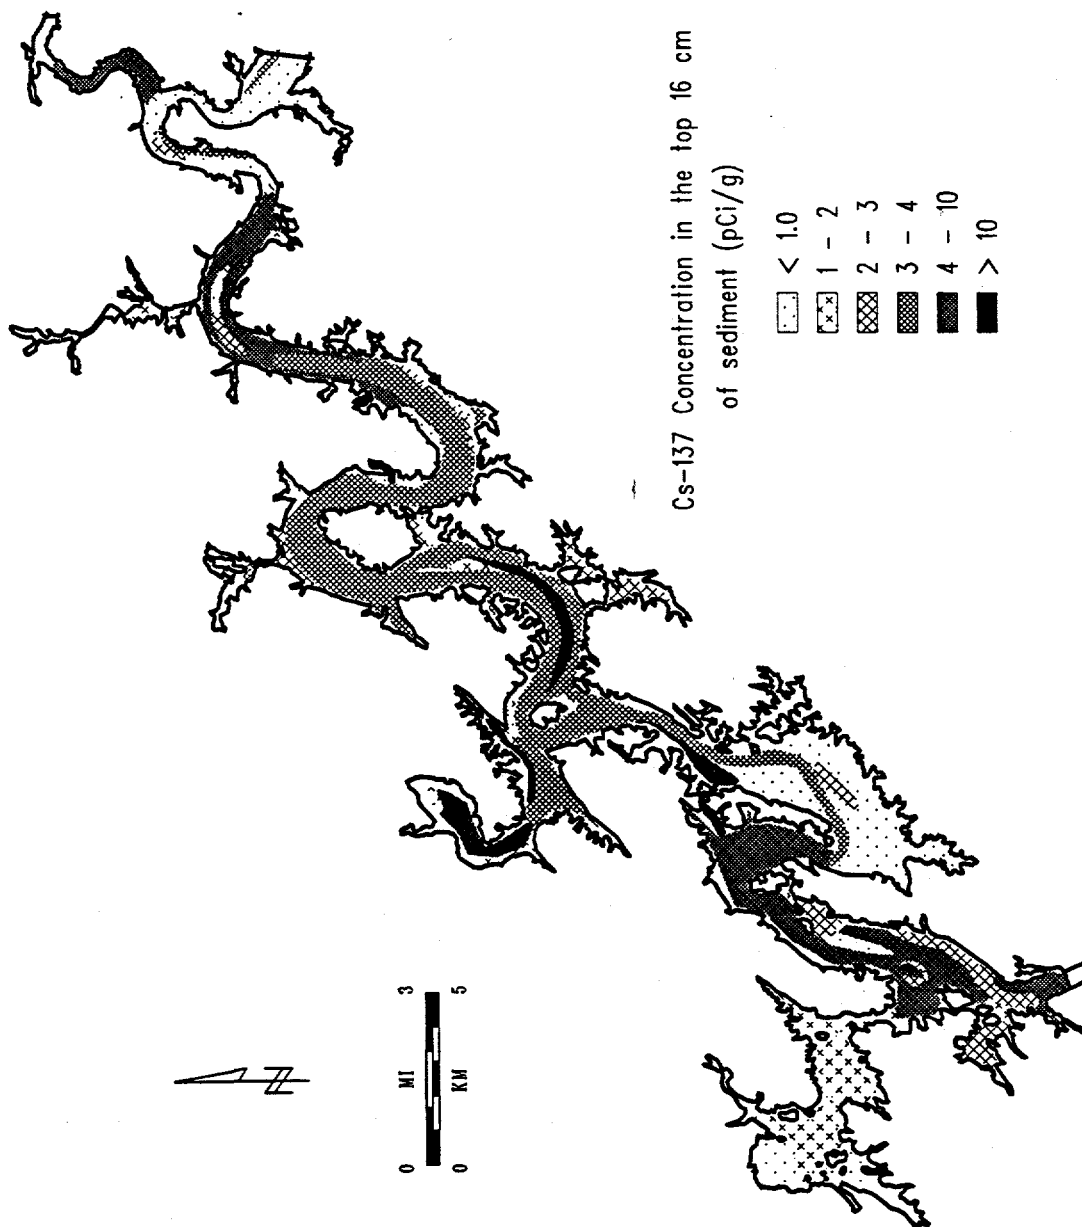 Cs-137 Concentration in the top 16 cm
of sediment (pCi/g)
< 1.0
1 - 2
2 - 3
3 - 4
4 - 10
> 10
N
0 MI 3
0 KM 5